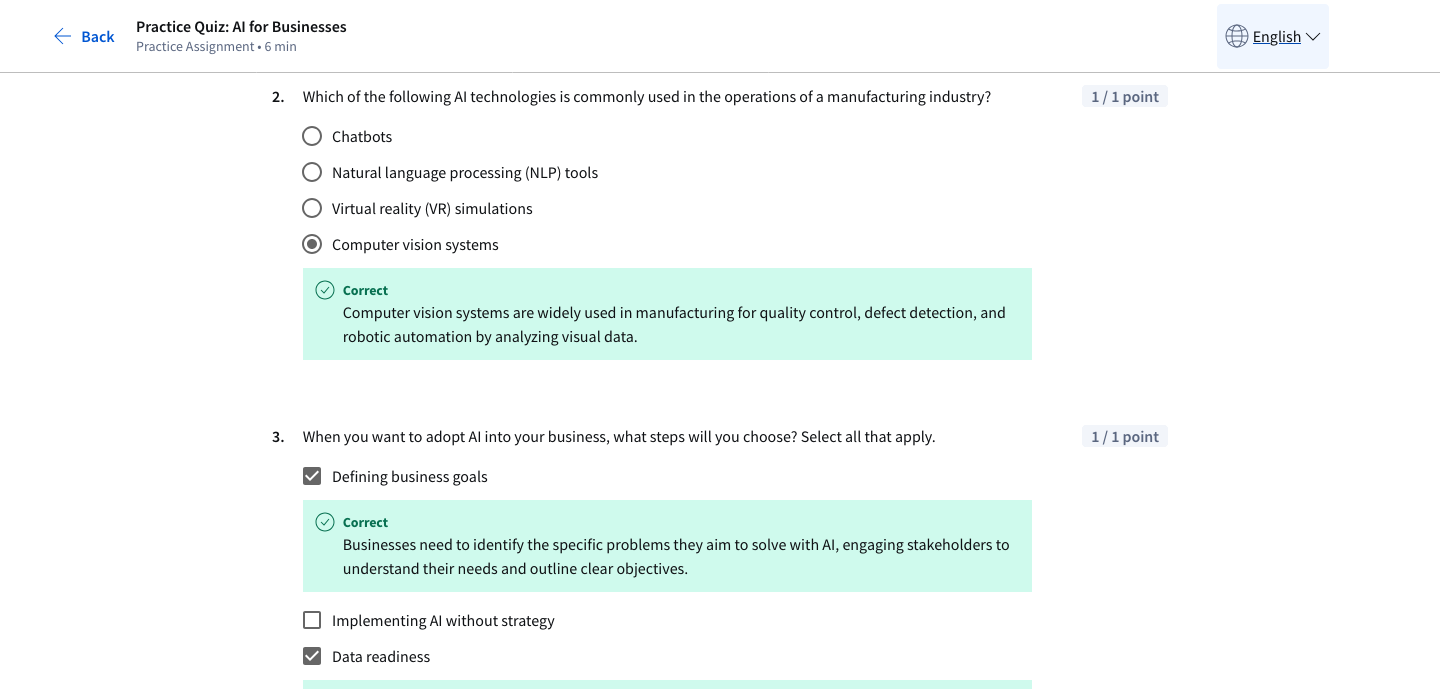 Back
Practice Quiz: AI for Businesses
Practice Assignment • 6 min
English
2. Which of the following AI technologies is commonly used in the operations of a manufacturing industry?
1 / 1 point
Chatbots
Natural language processing (NLP) tools
Virtual reality (VR) simulations
Computer vision systems
Correct
Computer vision systems are widely used in manufacturing for quality control, defect detection, and
robotic automation by analyzing visual data.
3. When you want to adopt AI into your business, what steps will you choose? Select all that apply.
1 / 1 point
Defining business goals
Correct
Businesses need to identify the specific problems they aim to solve with AI, engaging stakeholders to
understand their needs and outline clear objectives.
Implementing AI without strategy
Data readiness